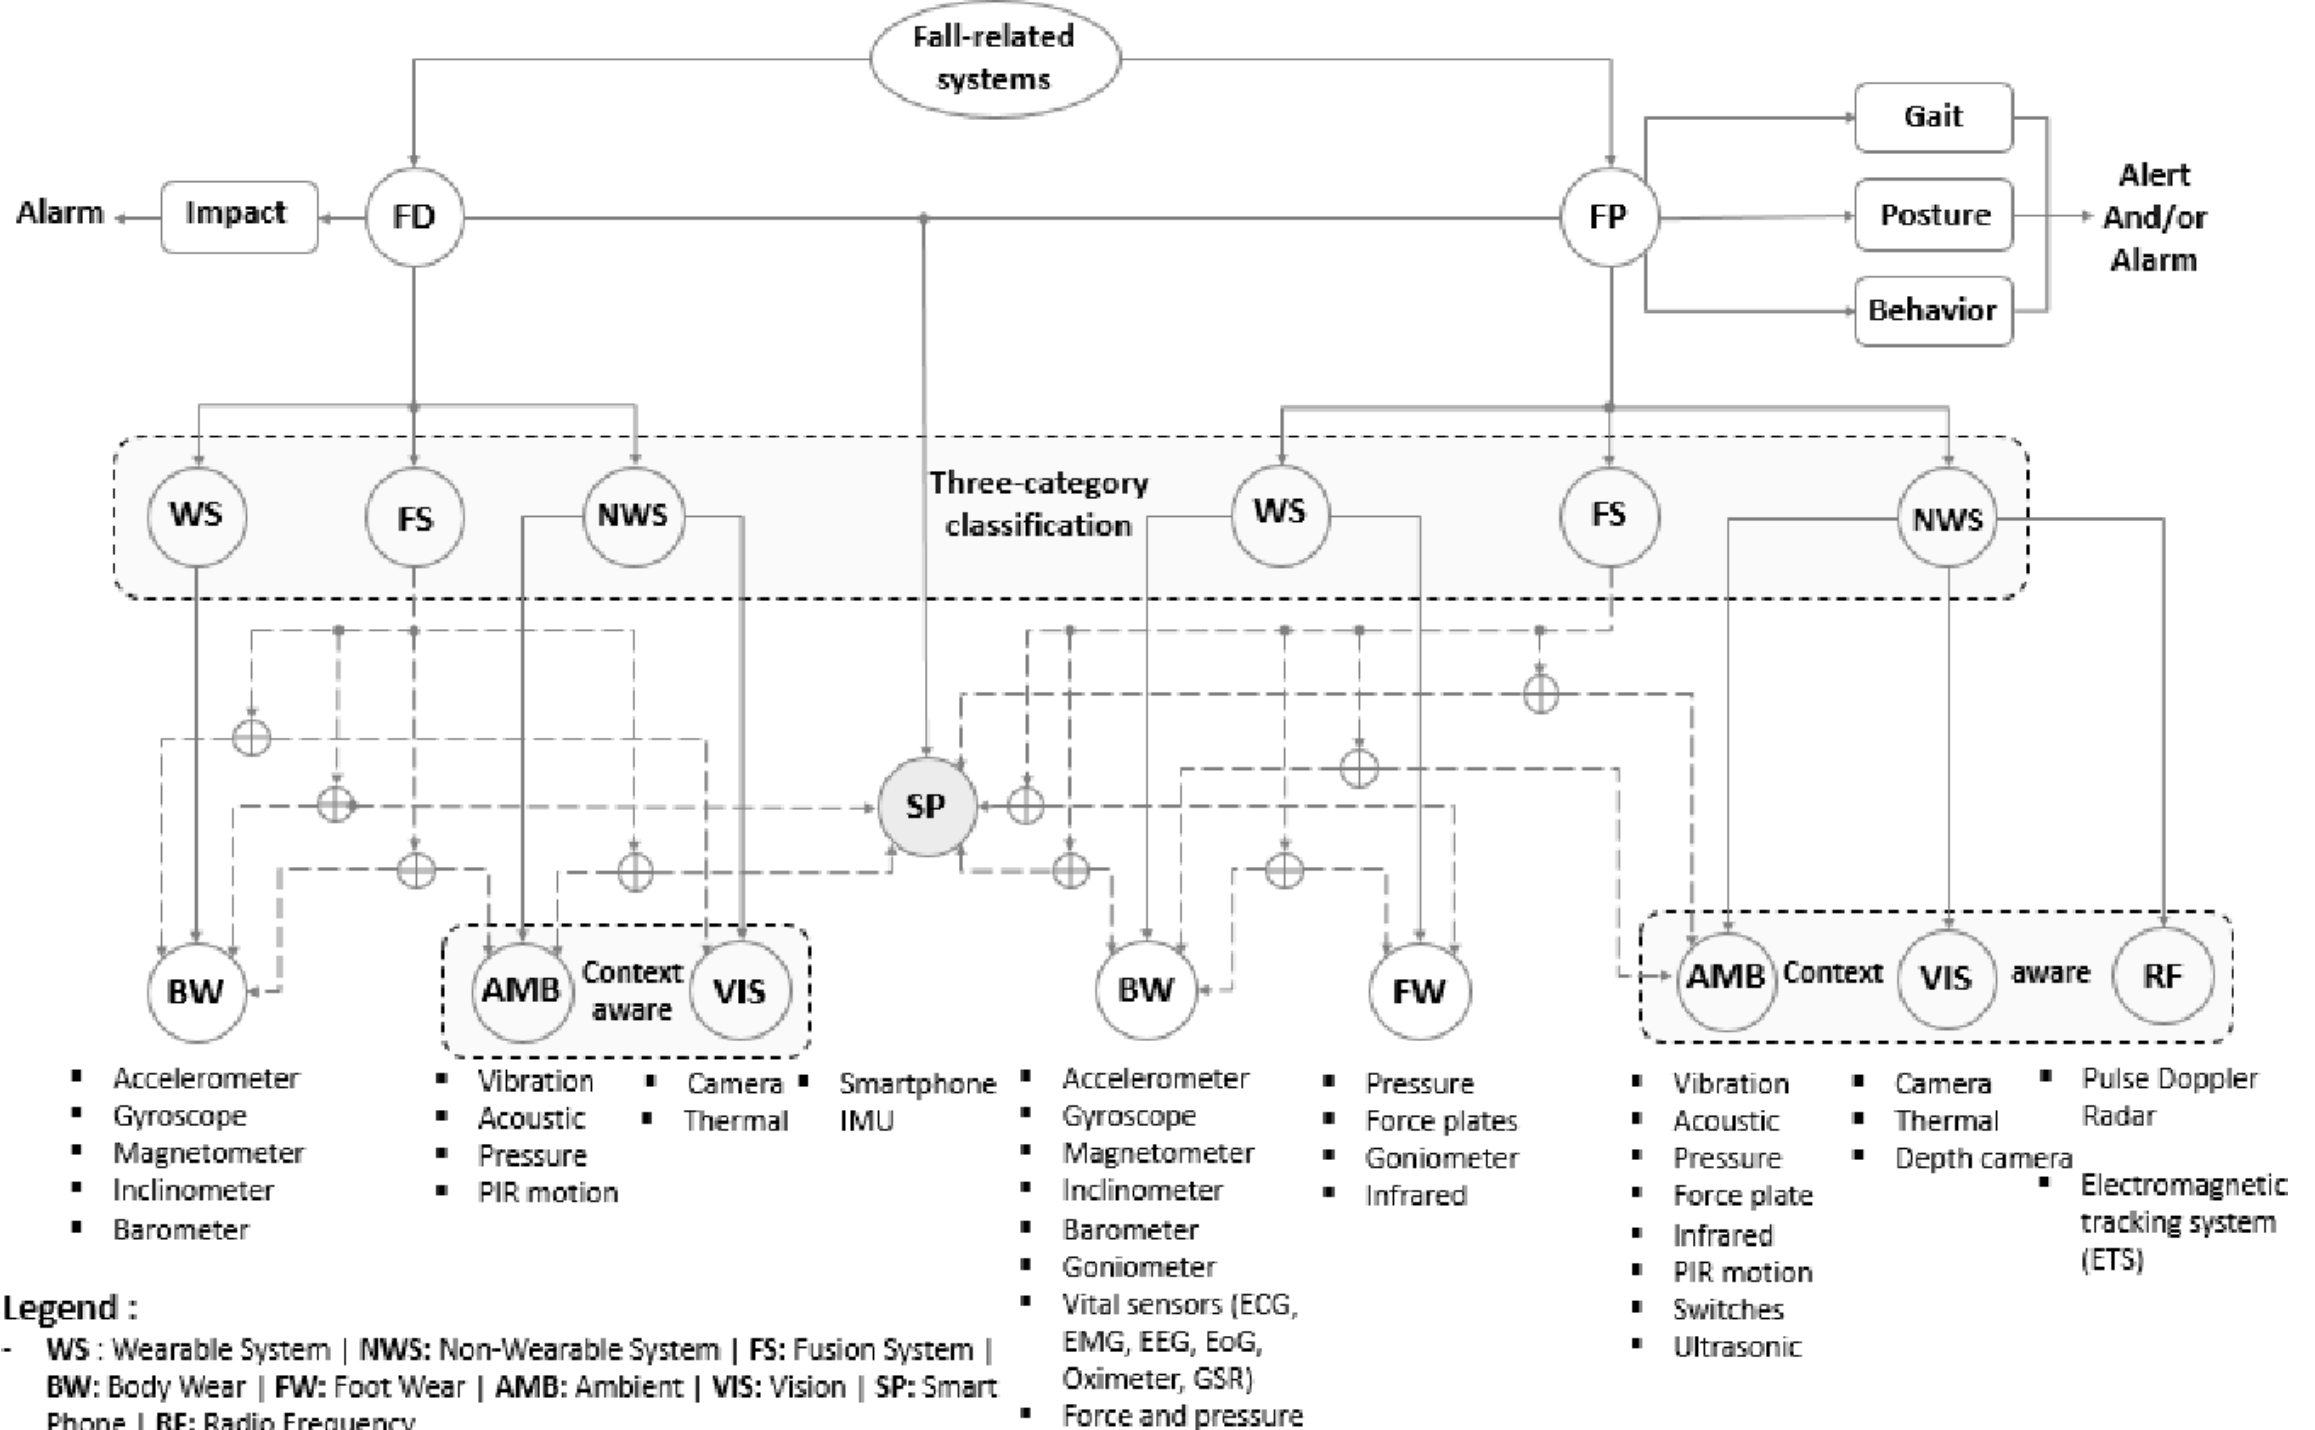 Fall-related
systems
Gait
Alert
And/or
Alarm
Alarm
Impact
FD
FP
Posture
Behavior
Three-category
classification
WS
FS
NWS
WS
FS
NWS
SP
BW
AMB
Context
aware
VIS
BW
FW
AMB
Context
VIS
aware
RF
▪ Accelerometer
▪ Gyroscope
▪ Magnetometer
▪ Inclinometer
▪ Barometer
▪ Vibration
▪ Acoustic
▪ Pressure
▪ PIR motion
▪ Camera
▪ Thermal
▪ Smartphone
IMU
▪ Accelerometer
▪ Gyroscope
▪ Magnetometer
▪ Inclinometer
▪ Barometer
▪ Goniometer
▪ Vital sensors (ECG,
EMG, EEG, EoG,
Oximeter, GSR)
▪ Force and pressure
▪ Pressure
▪ Force plates
▪ Goniometer
▪ Infrared
▪ Vibration
▪ Acoustic
▪ Pressure
▪ Force plate
▪ Infrared
▪ PIR motion
▪ Switches
▪ Ultrasonic
▪ Camera
▪ Thermal
▪ Depth camera
▪ Pulse Doppler
Radar
▪ Electromagnetic
tracking system
(ETS)
Legend :
- WS : Wearable System | NWS: Non-Wearable System | FS: Fusion System |
BW: Body Wear | FW: Foot Wear | AMB: Ambient | VIS: Vision | SP: Smart
Phone | RF: Radio Frequency